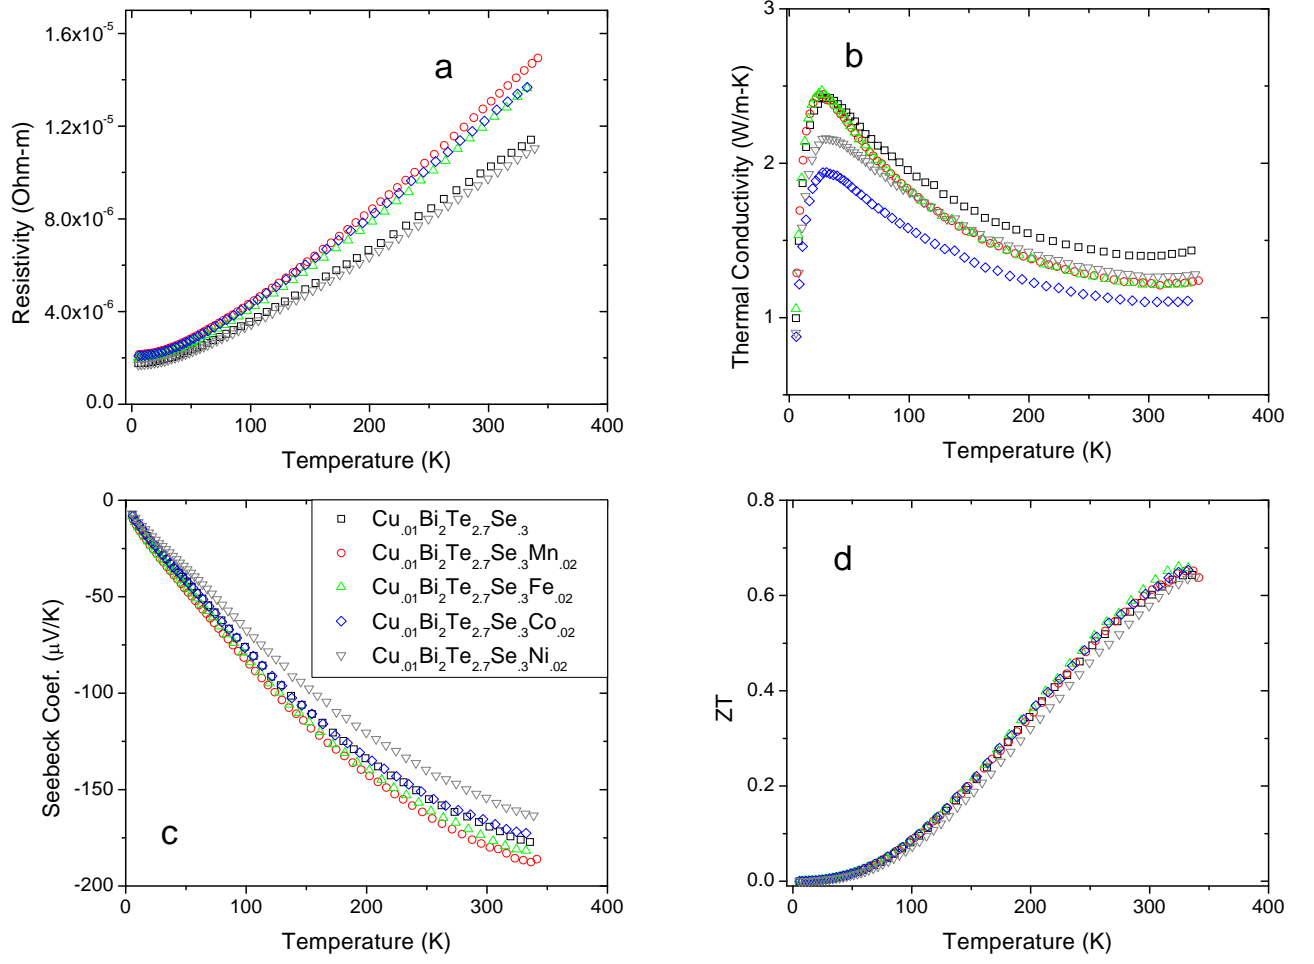 a
1.6x10⁻⁵
1.2x10⁻⁵
8.0x10⁻⁶
4.0x10⁻⁶
0.0
0 100 200 300 400
Resistivity (Ohm-m)
Temperature (K)
b
3
2
1
0 100 200 300 400
Thermal Conductivity (W/m-K)
Temperature (K)
c
0
-50
-100
-150
-200
0 100 200 300 400
Seebeck Coef. (μV/K)
Temperature (K)
Cu.₀₁Bi₂Te₂.₇Se.₃
Cu.₀₁Bi₂Te₂.₇Se.₃Mn.₀₂
Cu.₀₁Bi₂Te₂.₇Se.₃Fe.₀₂
Cu.₀₁Bi₂Te₂.₇Se.₃Co.₀₂
Cu.₀₁Bi₂Te₂.₇Se.₃Ni.₀₂
d
0.8
0.6
0.4
0.2
0.0
0 100 200 300 400
ZT
Temperature (K)